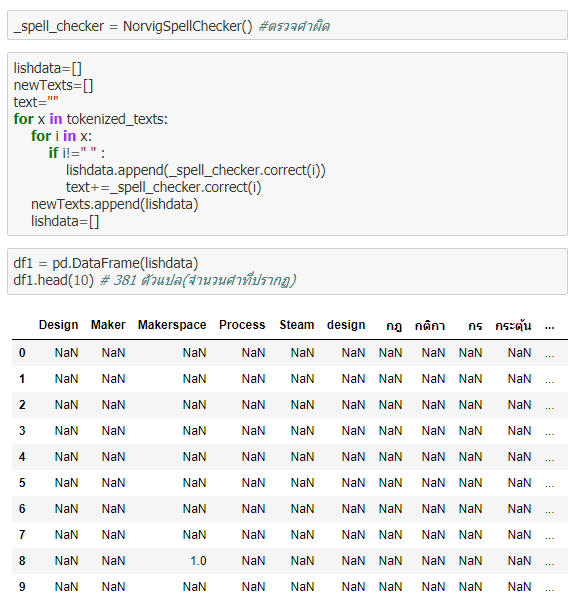 _spell_checker = NorvigSpellChecker() #ตรวจคำผิด
lishdata=[]
newTexts=[]
text=""
for x in tokenized_texts:
for i in x:
if i!=" " :
lishdata.append(_spell_checker.correct(i))
text+=_spell_checker.correct(i)
newTexts.append(lishdata)
lishdata=[]
df1 = pd.DataFrame(lishdata)
df1.head(10) # 381 ตัวแปล(จำนวนคำที่ปรากฏ)
Design Maker Makerspace Process Steam design กฎ กติกา กร กระตุ้น ...
0 NaN NaN NaN NaN NaN NaN NaN NaN NaN NaN ...
1 NaN NaN NaN NaN NaN NaN NaN NaN NaN NaN ...
2 NaN NaN NaN NaN NaN NaN NaN NaN NaN NaN ...
3 NaN NaN NaN NaN NaN NaN NaN NaN NaN NaN ...
4 NaN NaN NaN NaN NaN NaN NaN NaN NaN NaN ...
5 NaN NaN NaN NaN NaN NaN NaN NaN NaN NaN ...
6 NaN NaN NaN NaN NaN NaN NaN NaN NaN NaN ...
7 NaN NaN NaN NaN NaN NaN NaN NaN NaN NaN ...
8 NaN NaN 1.0 NaN NaN NaN NaN NaN NaN NaN ...
9 NaN NaN NaN NaN NaN NaN NaN NaN NaN NaN ...